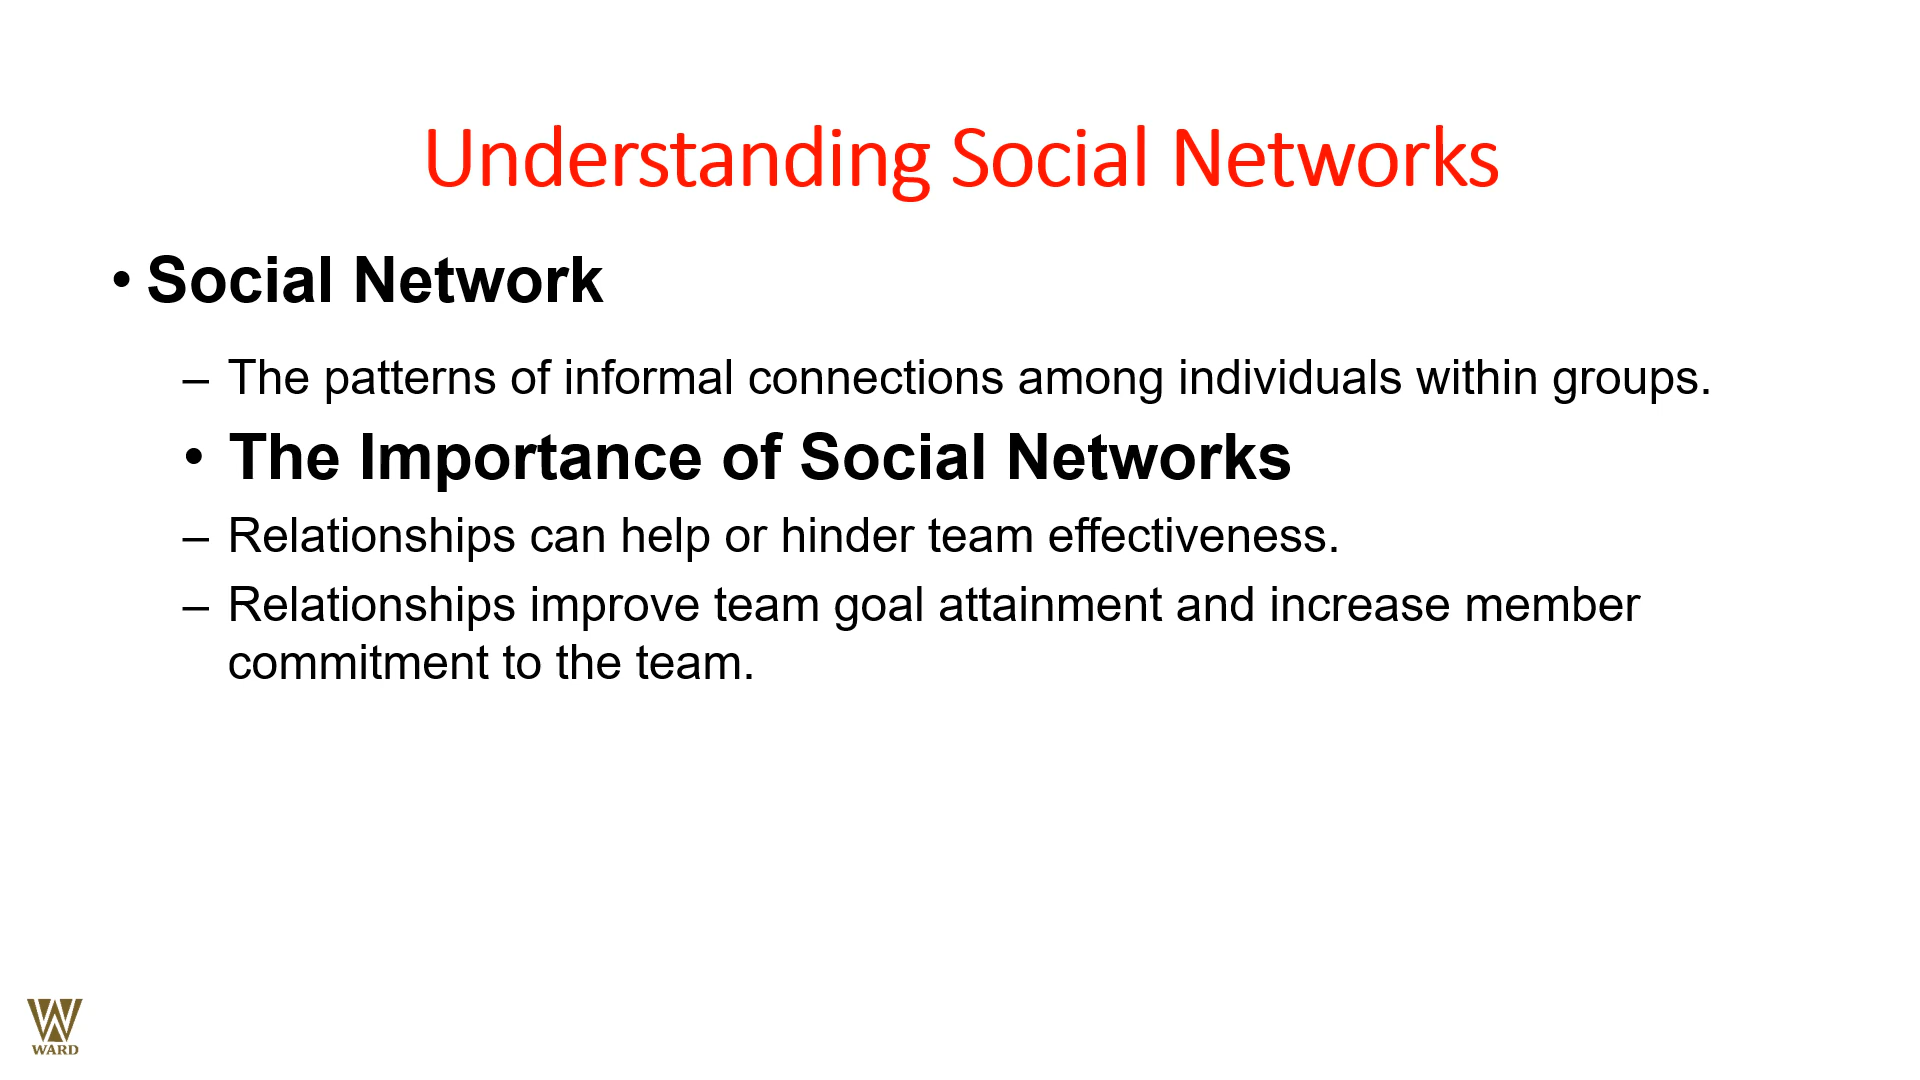 Understanding Social Networks
• Social Network
– The patterns of informal connections among individuals within groups.
• The Importance of Social Networks
– Relationships can help or hinder team effectiveness.
– Relationships improve team goal attainment and increase member
commitment to the team.
WARD